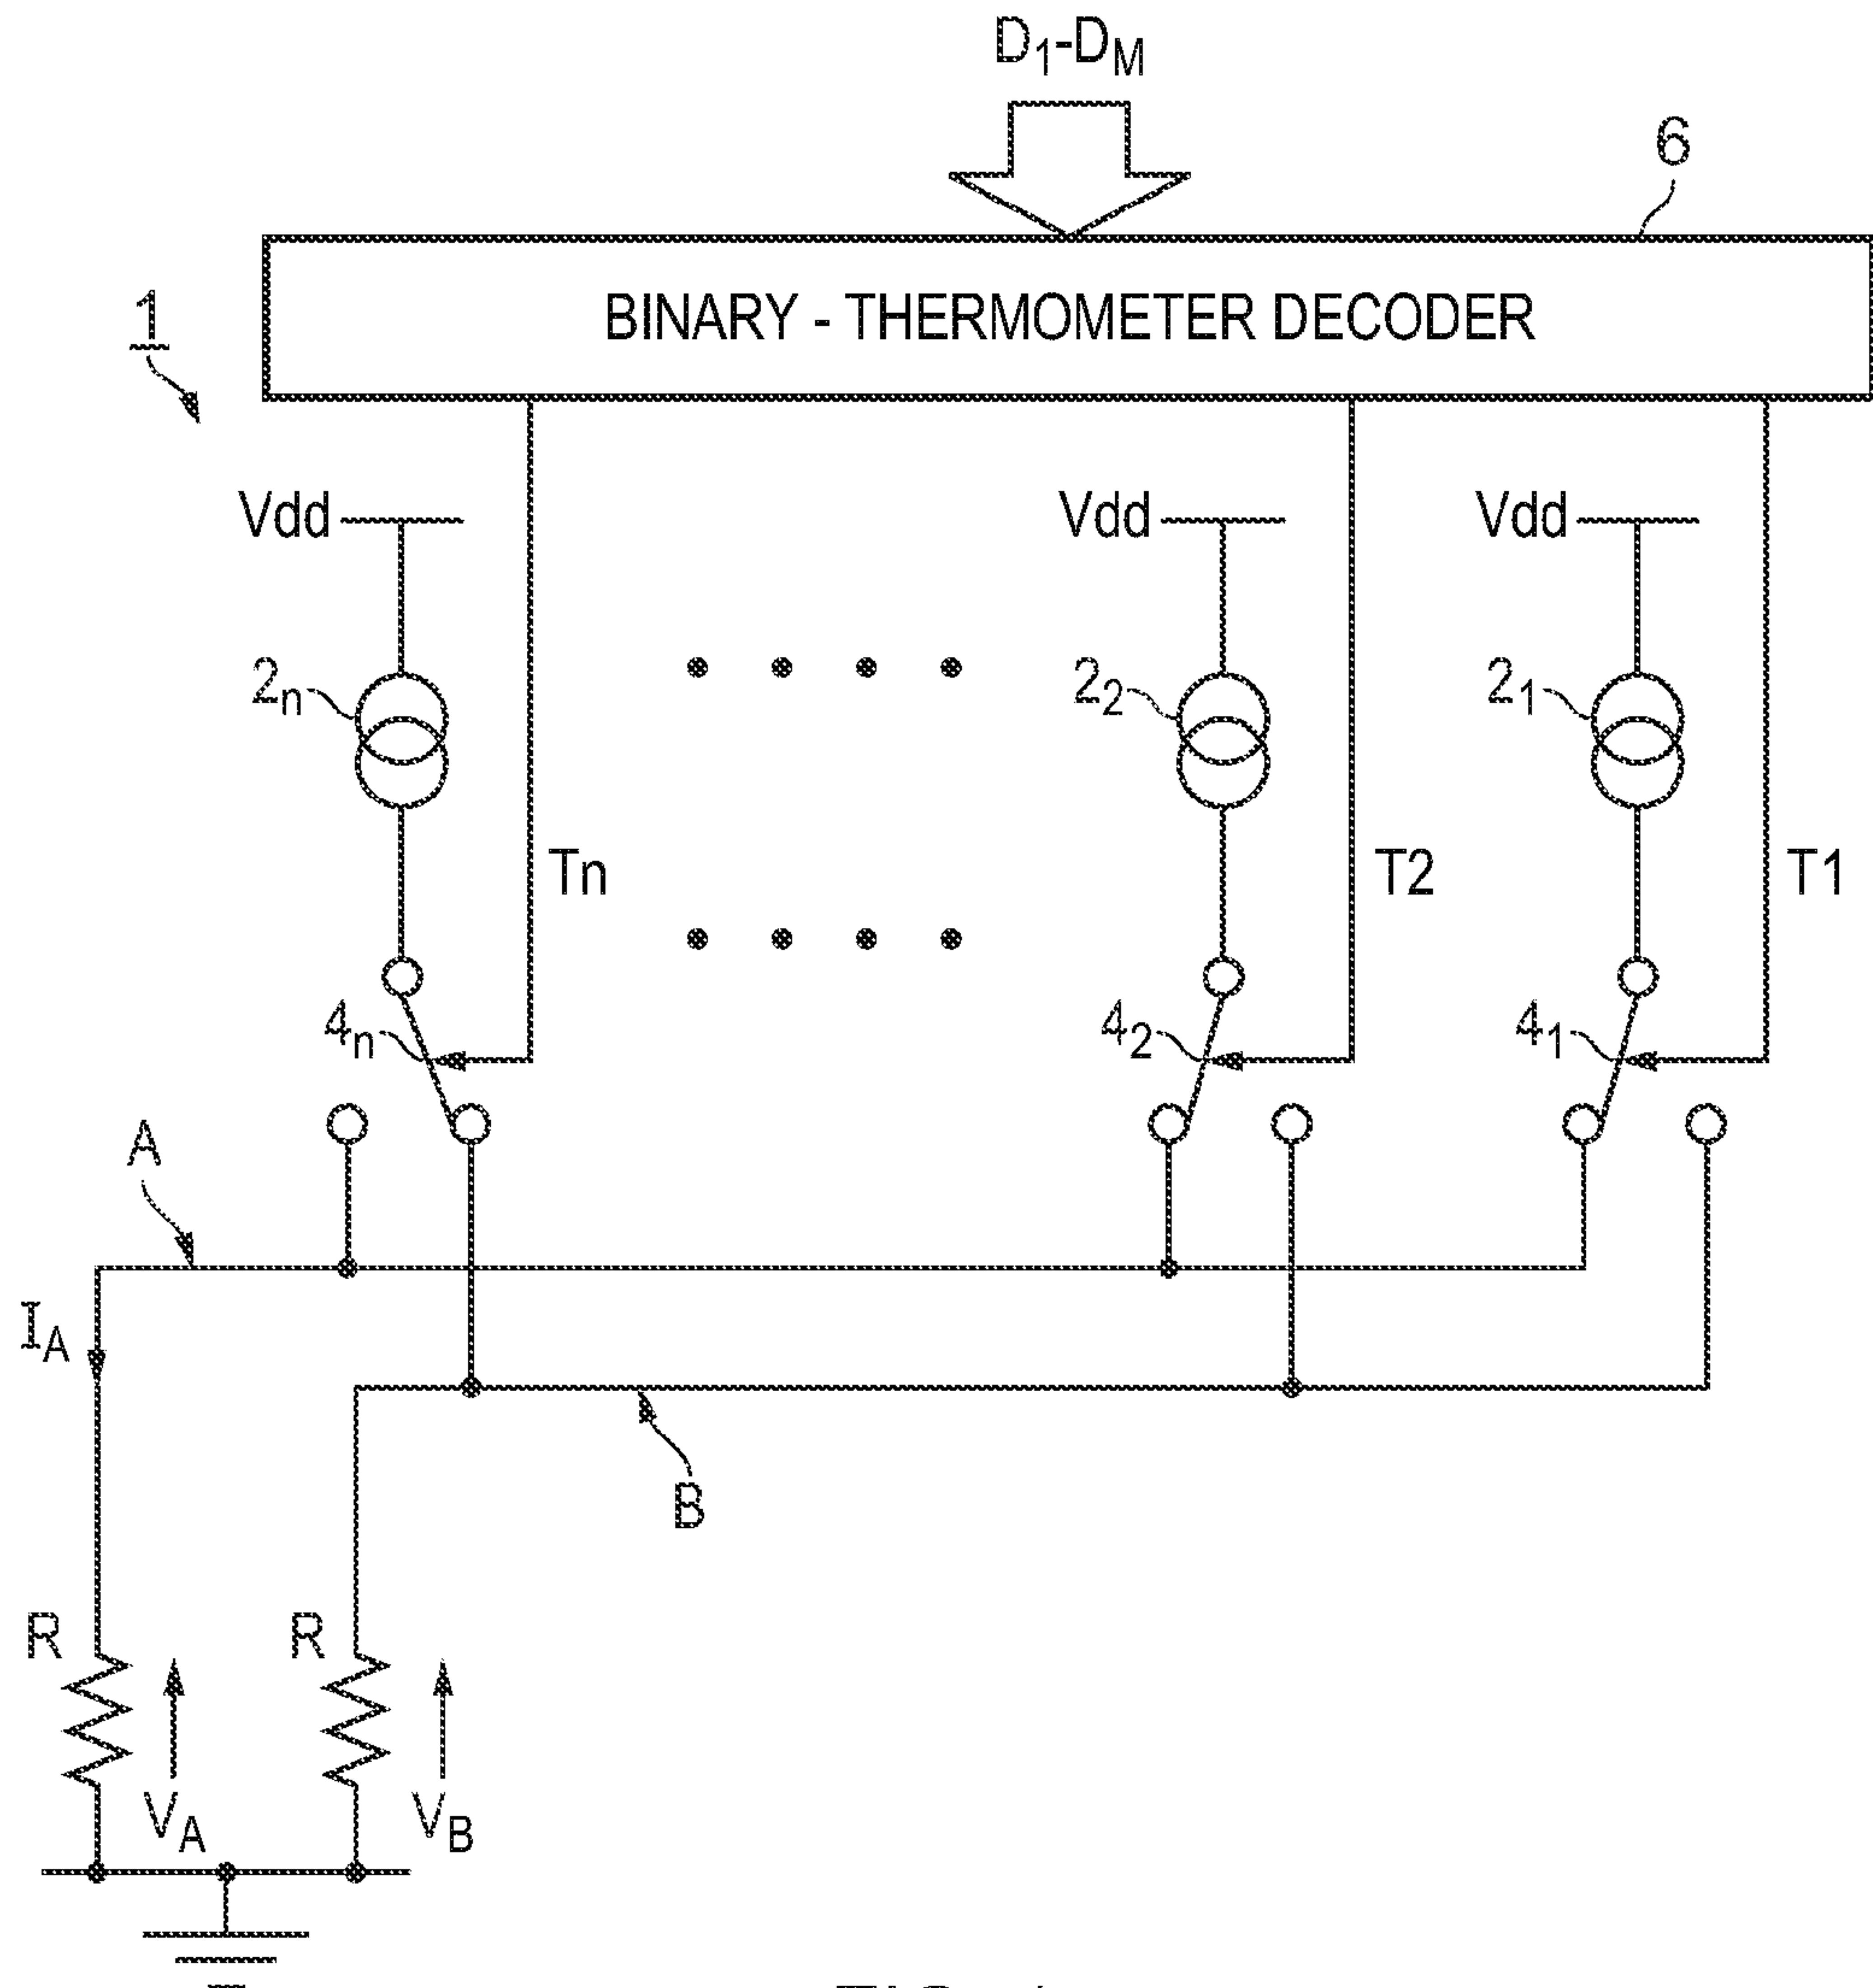 D1-DM
6
BINARY - THERMOMETER DECODER
1
Vdd
Vdd
Vdd
2n
22
21
Tn
T2
T1
4n
42
41
A
IA
B
R
R
VA
VB